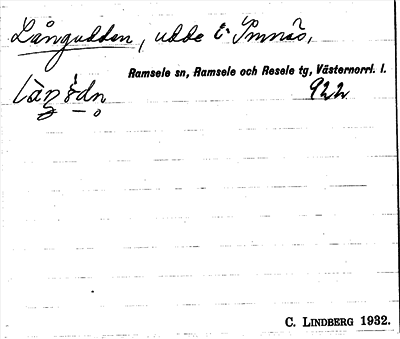 Långudden, udde t. Imnäs,
Ramsele sn, Ramsele och Resele tg, Västernorrl. l.
922
C. LINDBERG 1932.